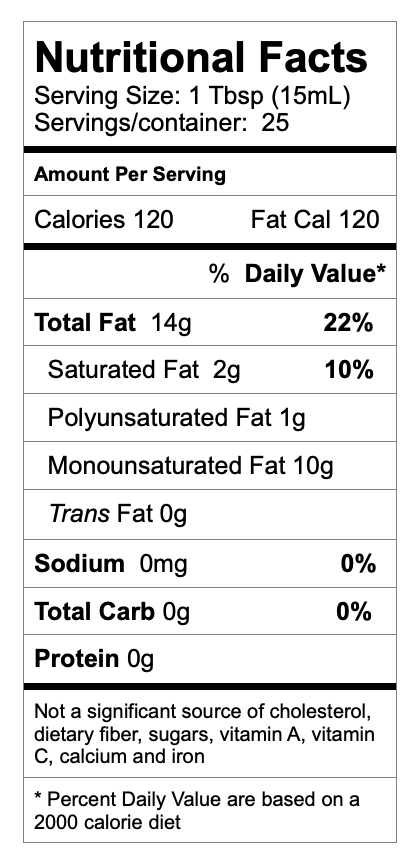 Nutritional Facts
Serving Size: 1 Tbsp (15mL)
Servings/container:  25
Amount Per Serving
Calories 120 Fat Cal 120
% Daily Value*
Total Fat 14g 22%
Saturated Fat 2g 10%
Polyunsaturated Fat 1g
Monounsaturated Fat 10g
Trans Fat 0g
Sodium 0mg 0%
Total Carb 0g 0%
Protein 0g
Not a significant source of cholesterol,
dietary fiber, sugars, vitamin A, vitamin
C, calcium and iron
* Percent Daily Value are based on a
2000 calorie diet